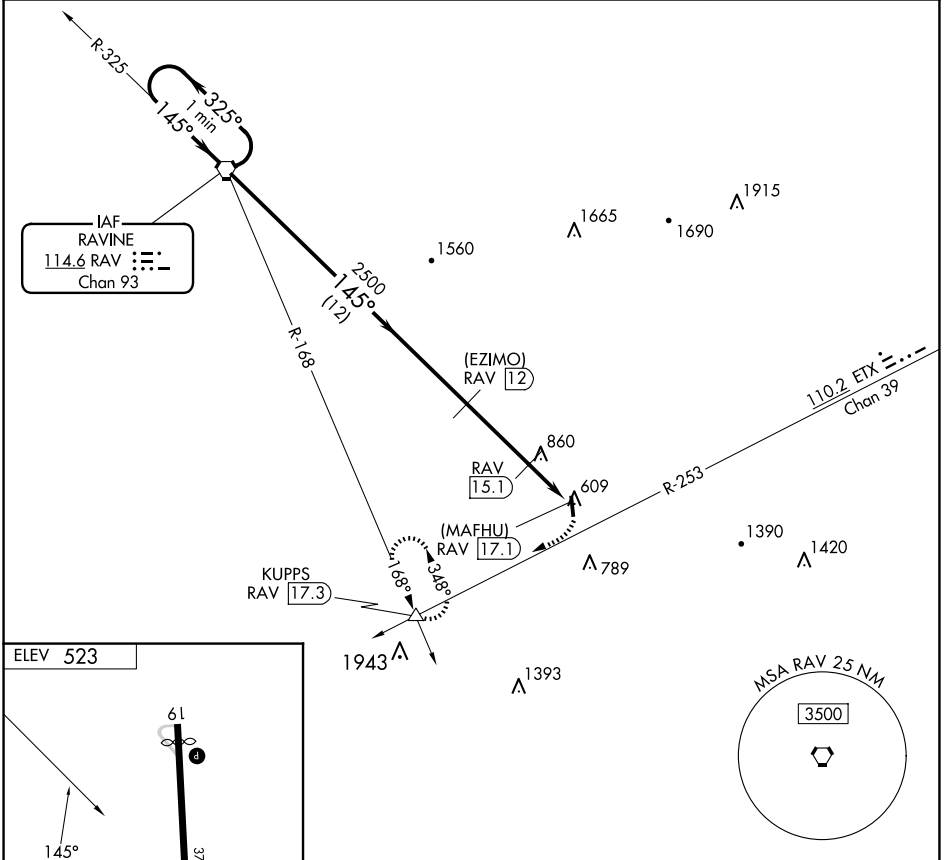 R-325
325°
1 min
145°
IAF
RAVINE
114.6 RAV
Chan 93
1915
1665
1690
1560
2500
145°
(12)
R-168
(EZIMO)
RAV 12
110.2 ETX
Chan 39
860
RAV
15.1
609
R-253
(MAFHU)
RAV 17.1
1390
1420
789
KUPPS
RAV 17.3
168°
348°
1943
1393
MSA RAV 25 NM
3500
ELEV 523
19
P
145°
37